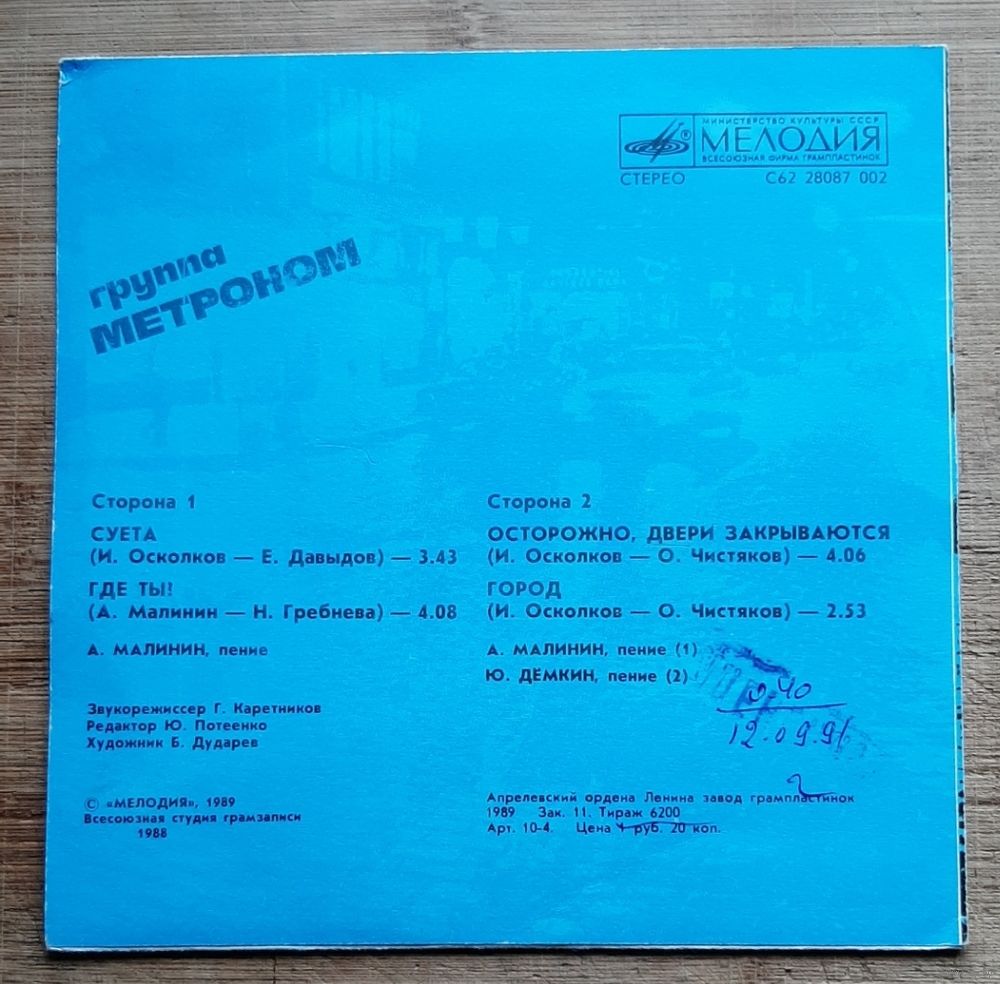 МИНИСТЕРСТВО КУЛЬТУРЫ СССР
® МЕЛОДИЯ
ВСЕСОЮЗНАЯ ФИРМА ГРАМПЛАСТИНОК
СТЕРЕО С62 28087 002
группа
МЕТРОНОМ
Сторона 1
СУЕТА
(И. Осколков — Е. Давыдов) — 3.43
ГДЕ ТЫ!
(А. Малинин — Н. Гребнева) — 4.08
А. МАЛИНИН, пение
Звукорежиссер Г. Каретников
Редактор Ю. Потеенко
Художник Б. Дударев
© «МЕЛОДИЯ», 1989
Всесоюзная студия грамзаписи
1988
Сторона 2
ОСТОРОЖНО, ДВЕРИ ЗАКРЫВАЮТСЯ
(И. Осколков — О. Чистяков) — 4.06
ГОРОД
(И. Осколков — О. Чистяков) — 2.53
А. МАЛИНИН, пение (1)
Ю. ДЁМКИН, пение (2)
12.09.91
Апрелевский ордена Ленина завод грампластинок
1989 Зак. 11. Тираж 6200
Арт. 10-4. Цена 1 руб. 20 коп.